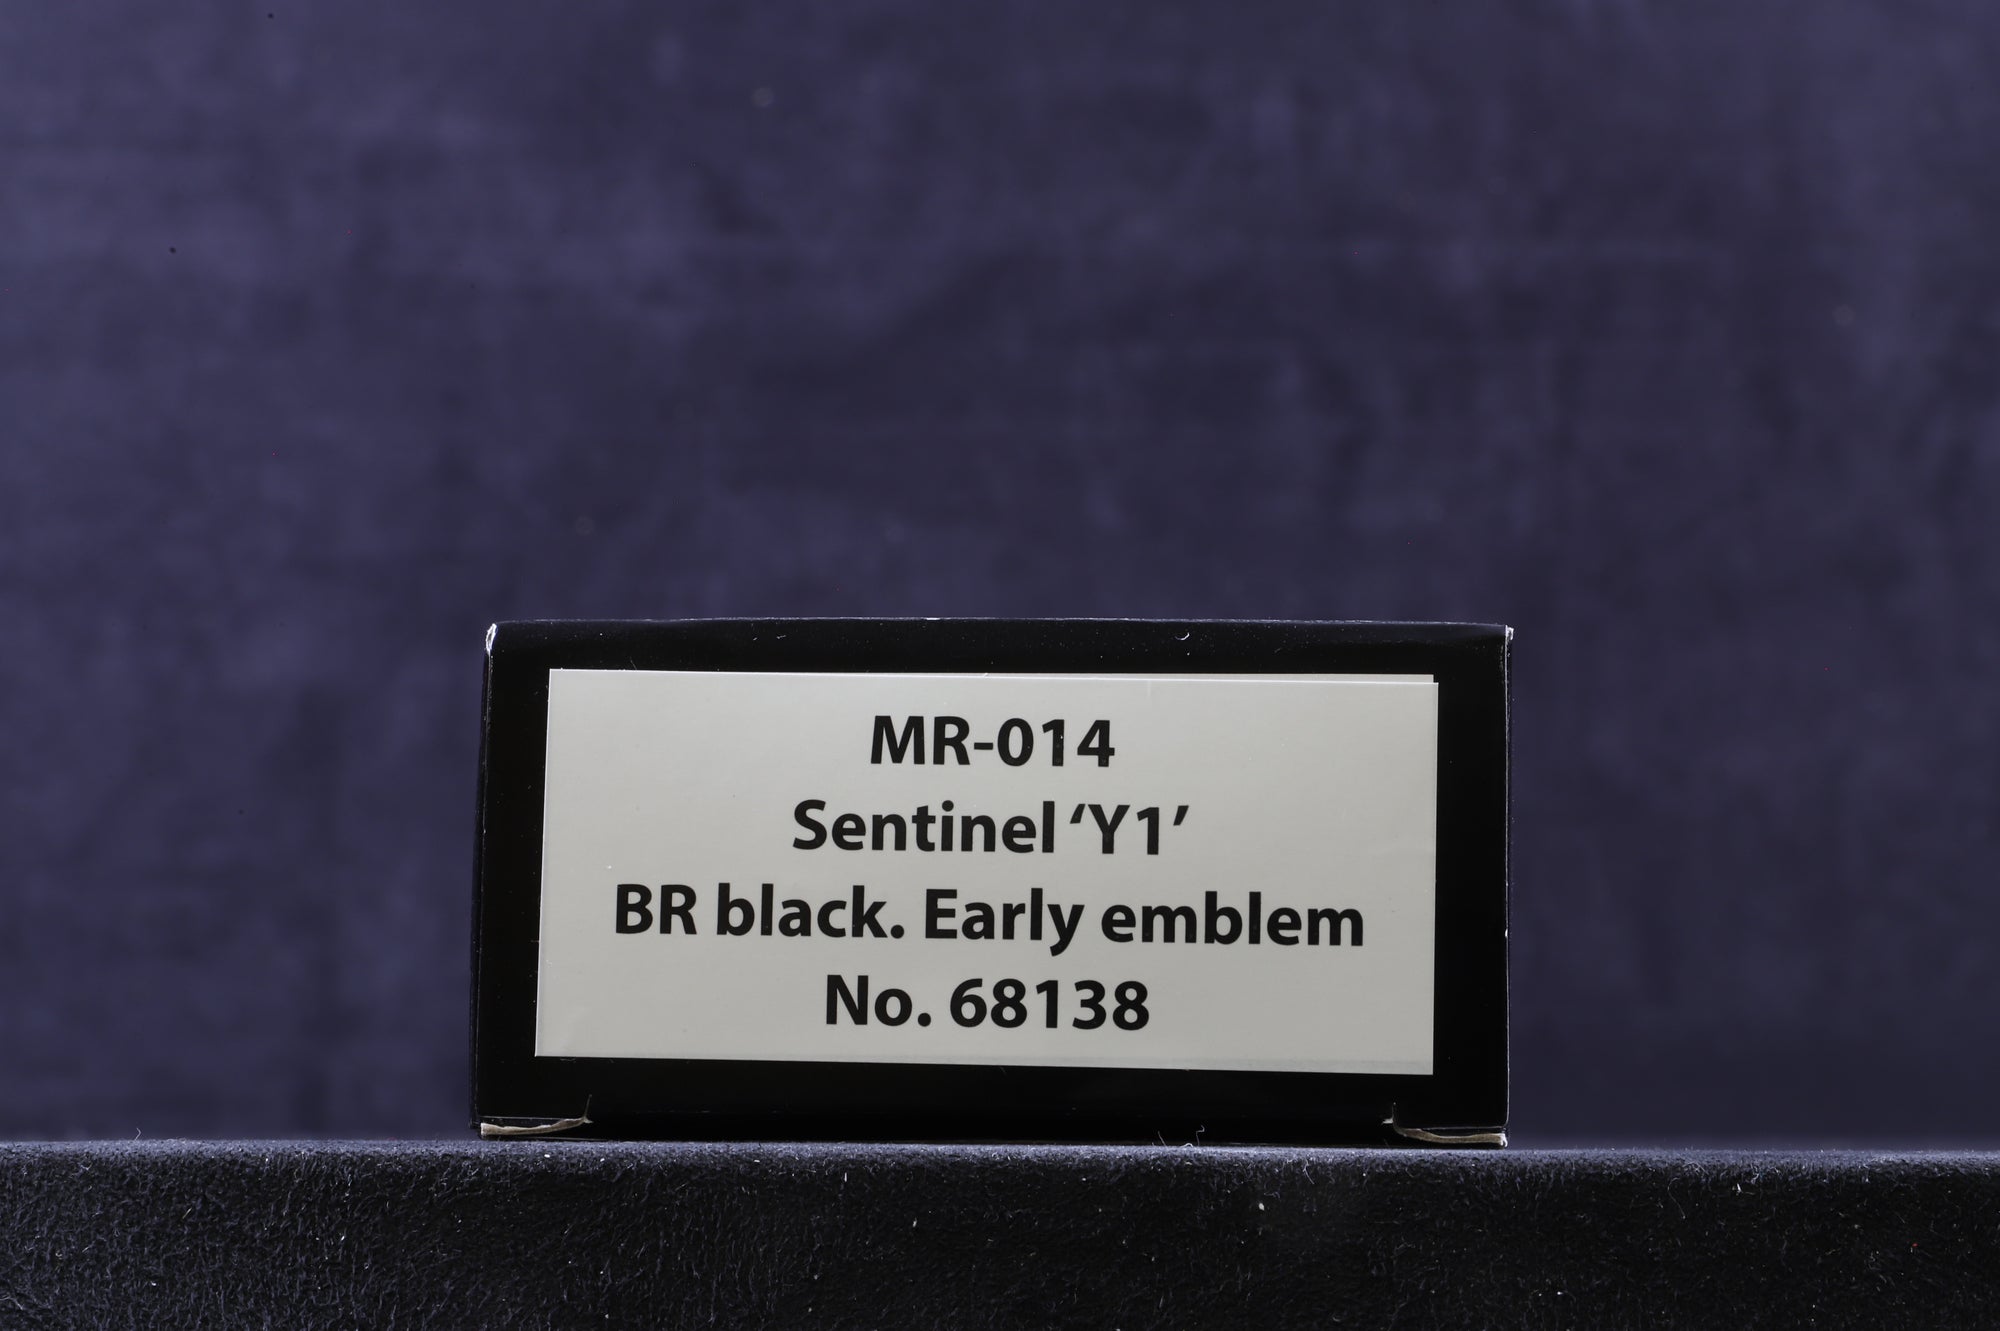 MR-014
Sentinel ‘Y1’
BR black. Early emblem
No. 68138